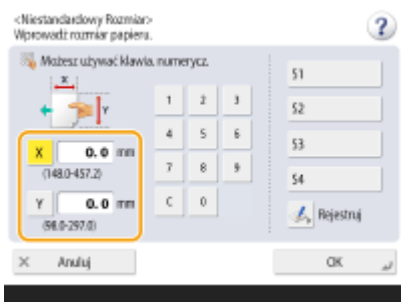 <Niestandardowy Rozmiar>
Wprowadź rozmiar papieru.
?
Możesz używać klawia. numerycz.
X
Y
1 2 3
4 5 6
7 8 9
C 0
X 0. 0 mm
(148.0-457.2)
Y 0. 0 mm
(98.0-297.0)
S1
S2
S3
S4
Rejestruj
× Anuluj
OK